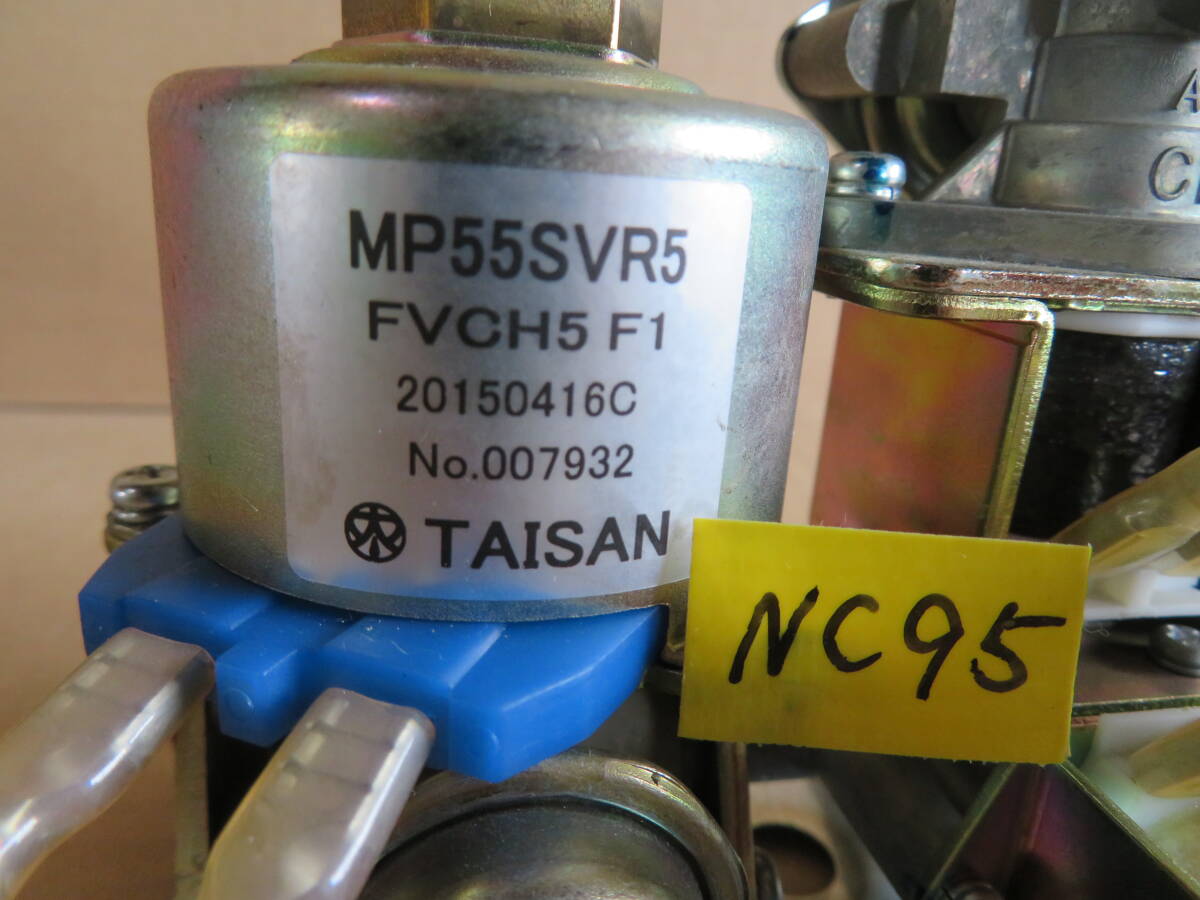 MP55SVR5
FVCH5 F1
20150416C
No.007932
TAISAN
NC95